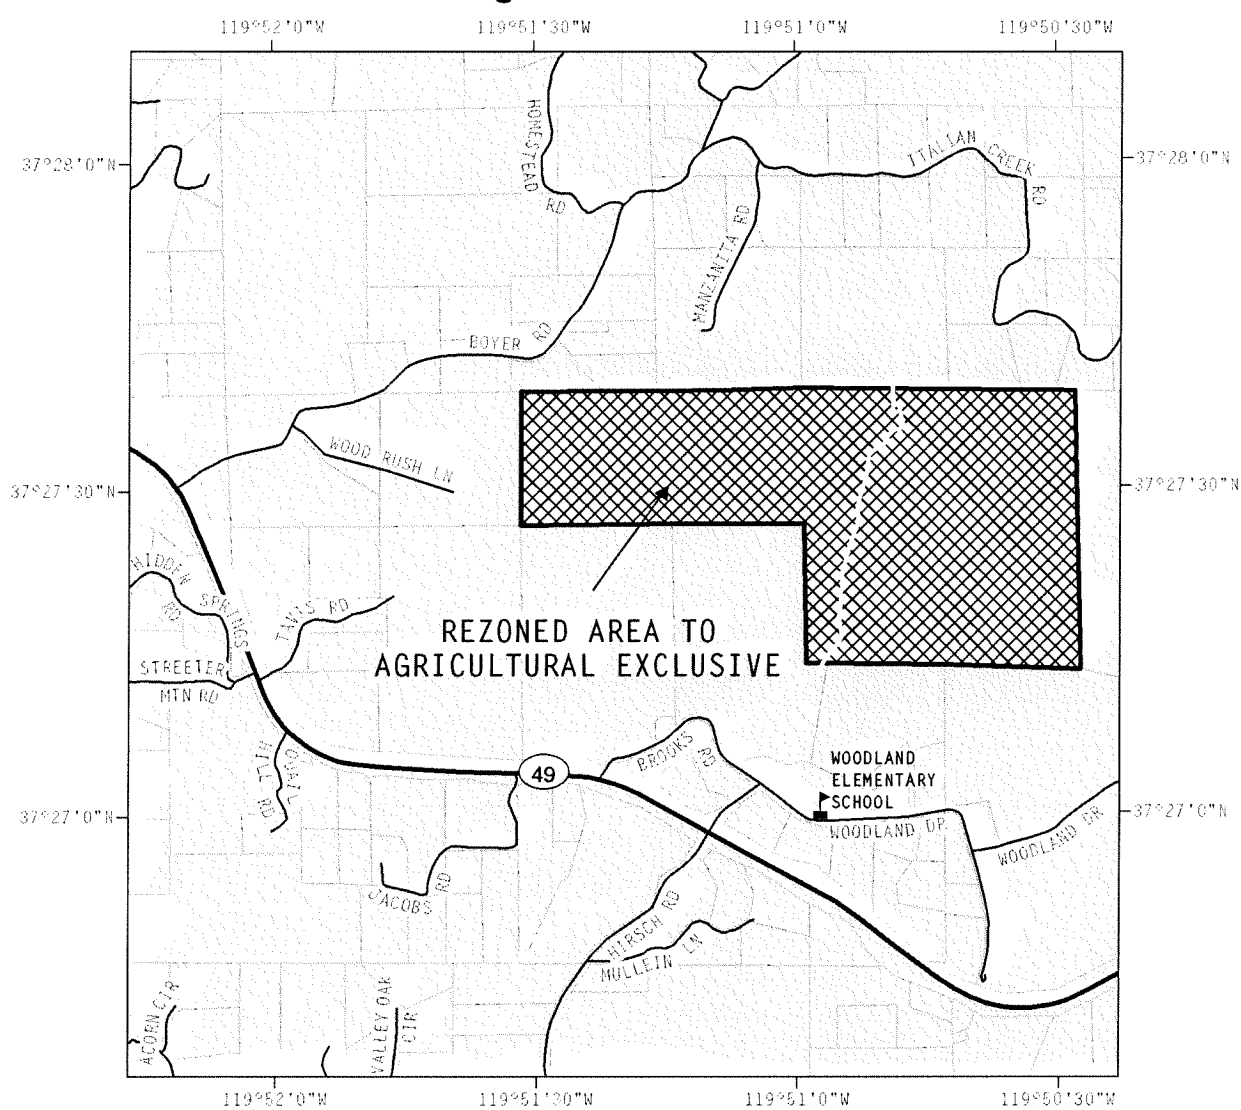 119°52'0"W 119°51'30"W 119°51'0"W 119°50'30"W
HOMESTEAD RD
ITALIAN CREEK RD
37°28'0"N
37°28'0"N
MANZANITA RD
BOYER RD
WOOD RUSH LN
37°27'30"N
37°27'30"N
HIDDEN SPRINGS RD
TAVIS RD
REZONED AREA TO
AGRICULTURAL EXCLUSIVE
STREETER
MTN RD
BROOKS RD
QUAIL HILL RD
49
WOODLAND
ELEMENTARY
SCHOOL
37°27'0"N
37°27'0"N
WOODLAND DR
WOODLAND DR
JACOBS RD
HIRSCH RD
MULLEIN LN
ACORN CIR
VALLEY OAK CIR
119°52'0"W 119°51'30"W 119°51'0"W 119°50'30"W